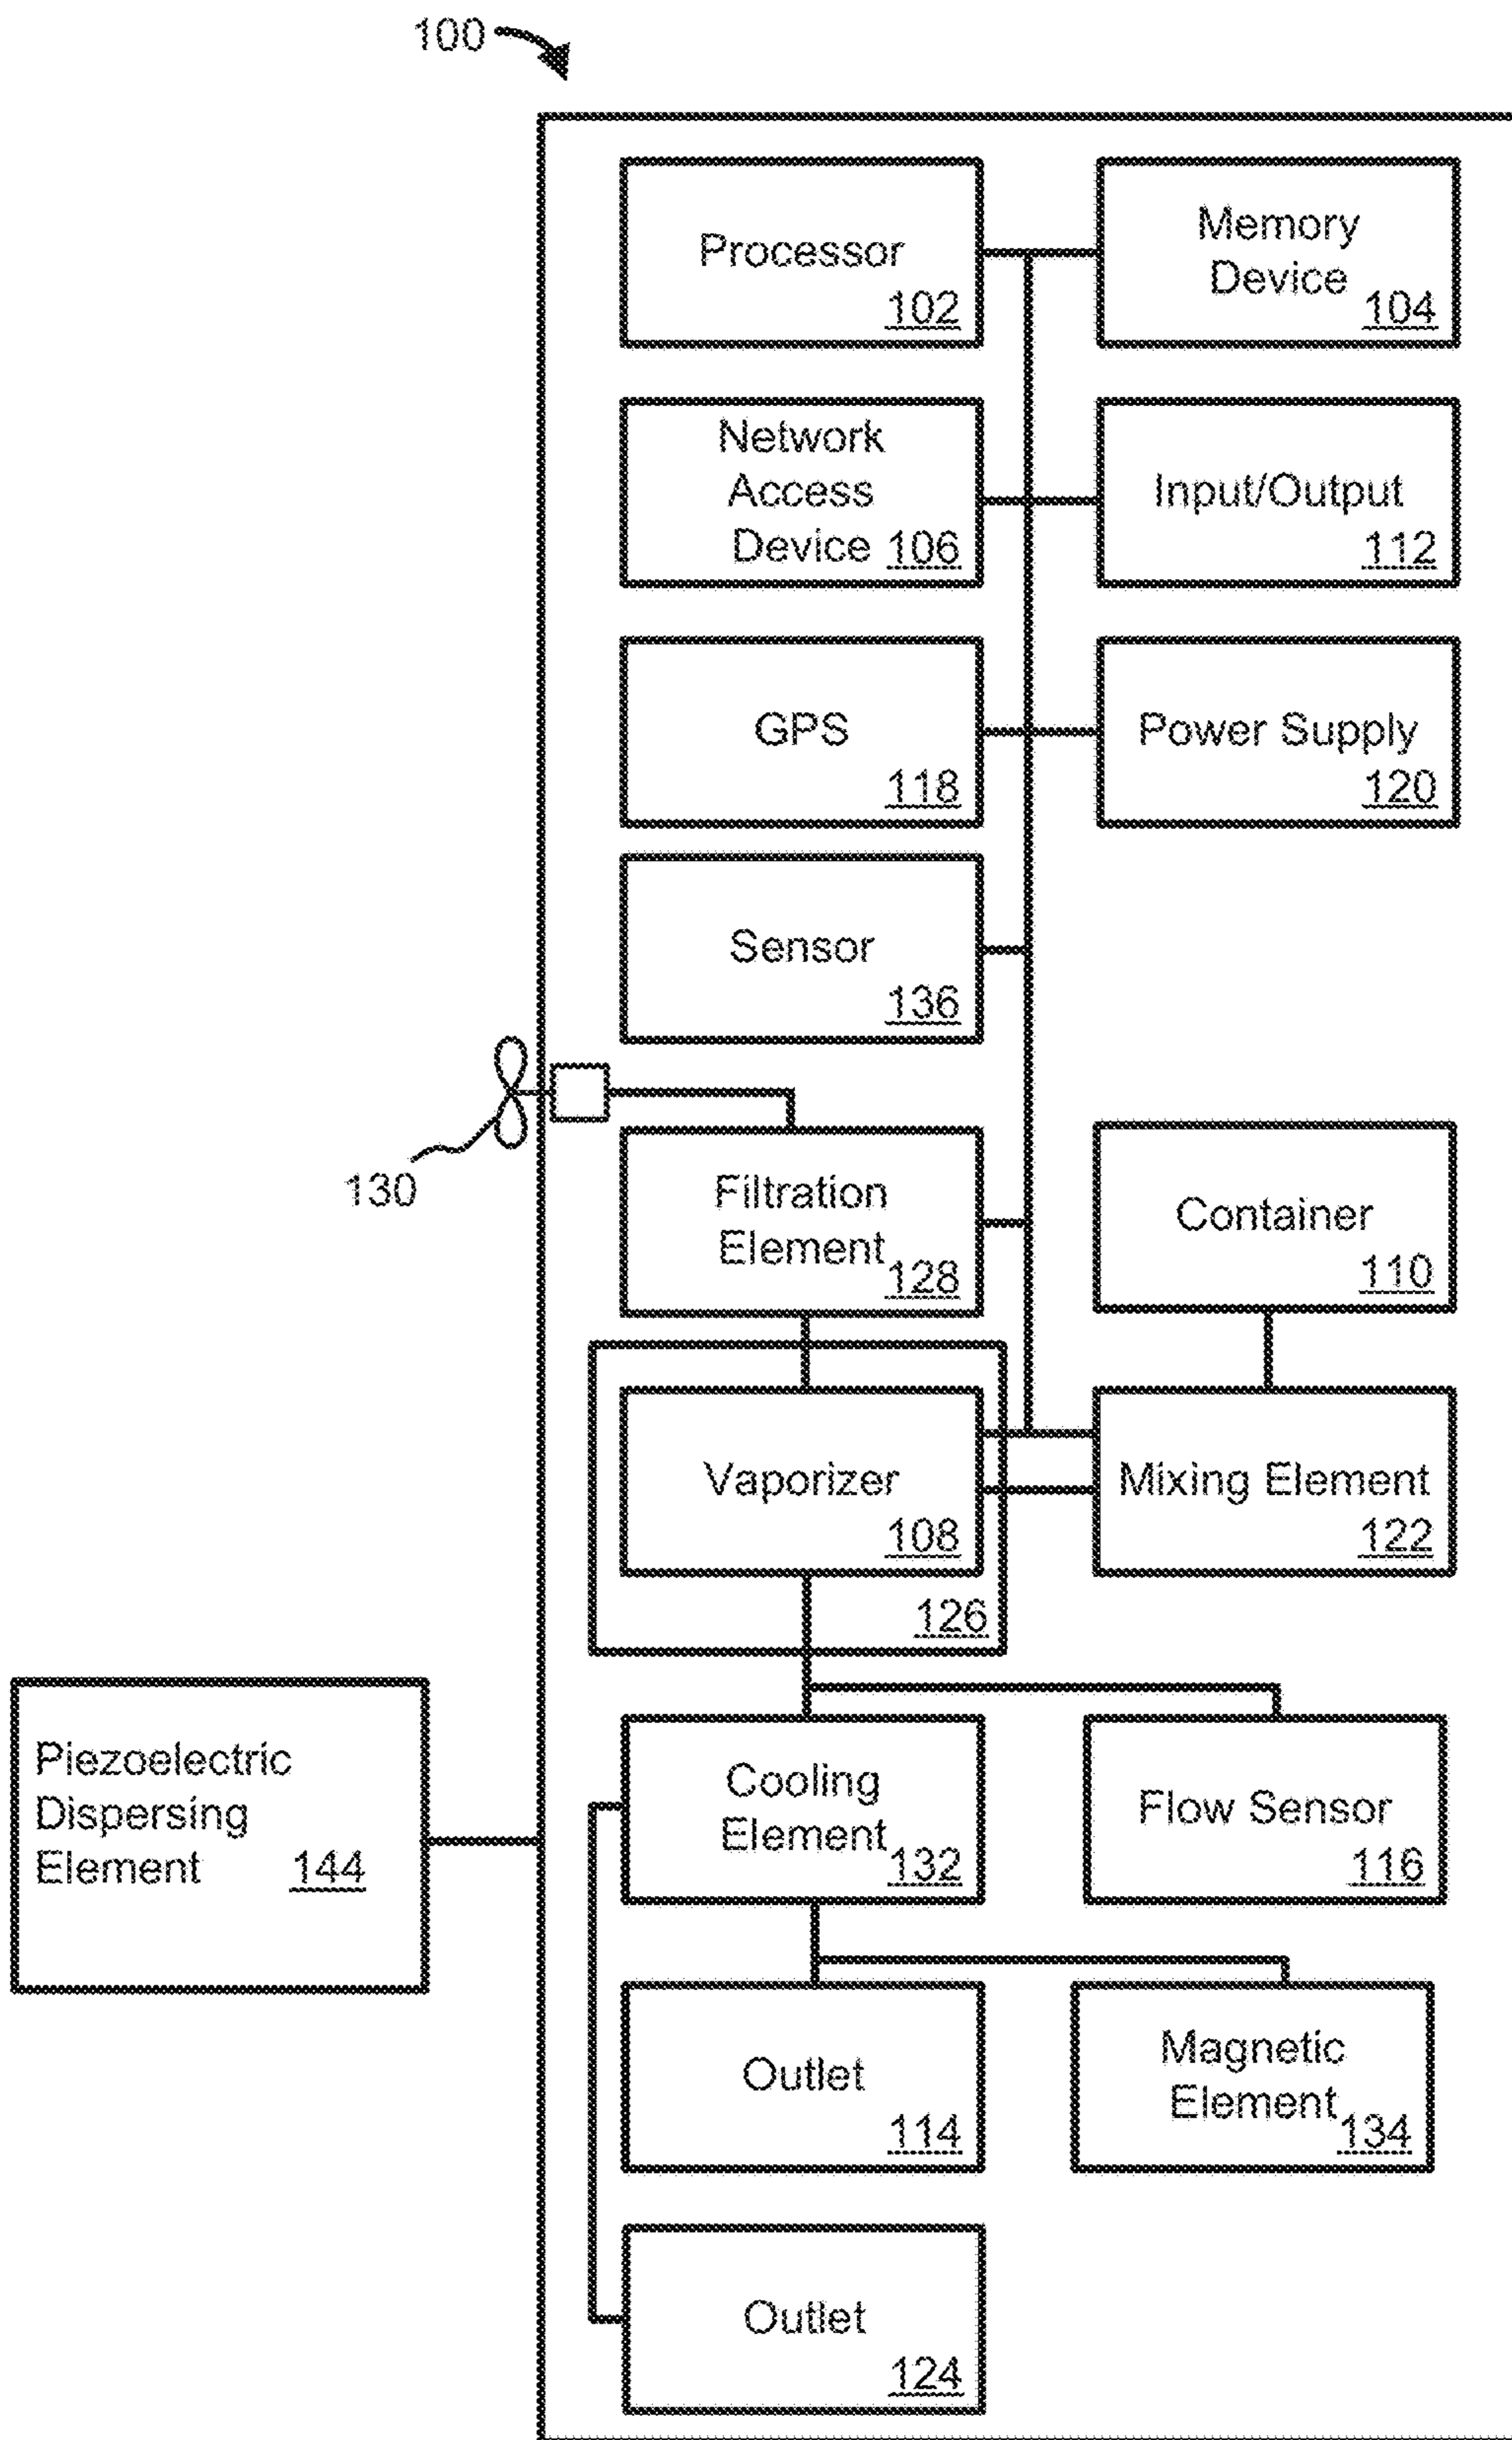 100
Processor
102
Memory
Device
104
Network
Access
Device 106
Input/Output
112
GPS
118
Power Supply
120
Sensor
136
130
Filtration
Element
128
Container
110
Vaporizer
108
Mixing Element
122
126
Piezoelectric
Dispersing
Element 144
Cooling
Element
132
Flow Sensor
116
Outlet
114
Magnetic
Element
134
Outlet
124